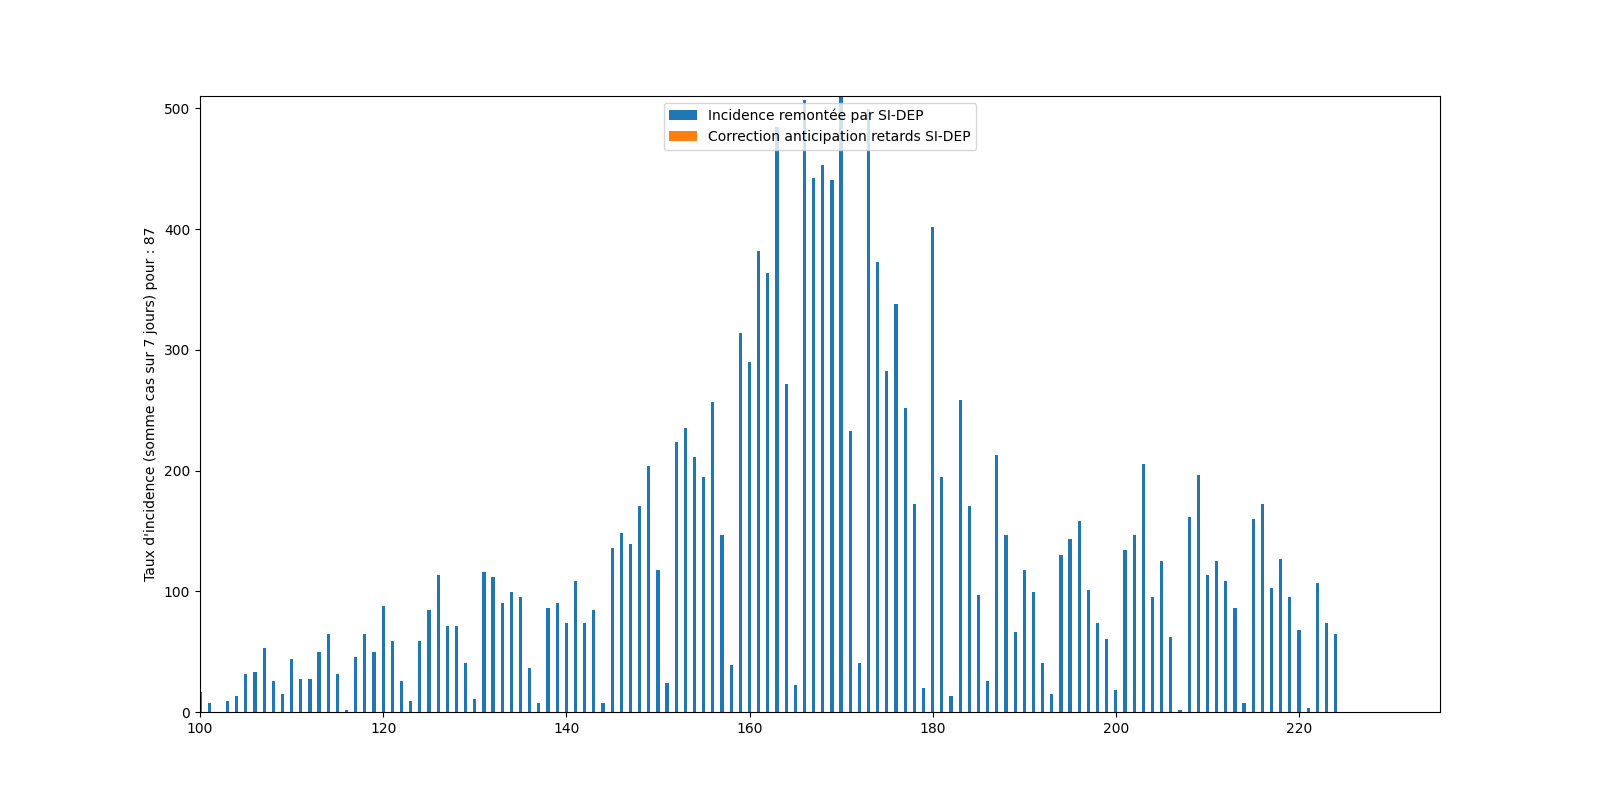 Incidence remontée par SI-DEP
Correction anticipation retards SI-DEP
Taux d'incidence (somme cas sur 7 jours) pour : 87
500
400
300
200
100
0
100 120 140 160 180 200 220